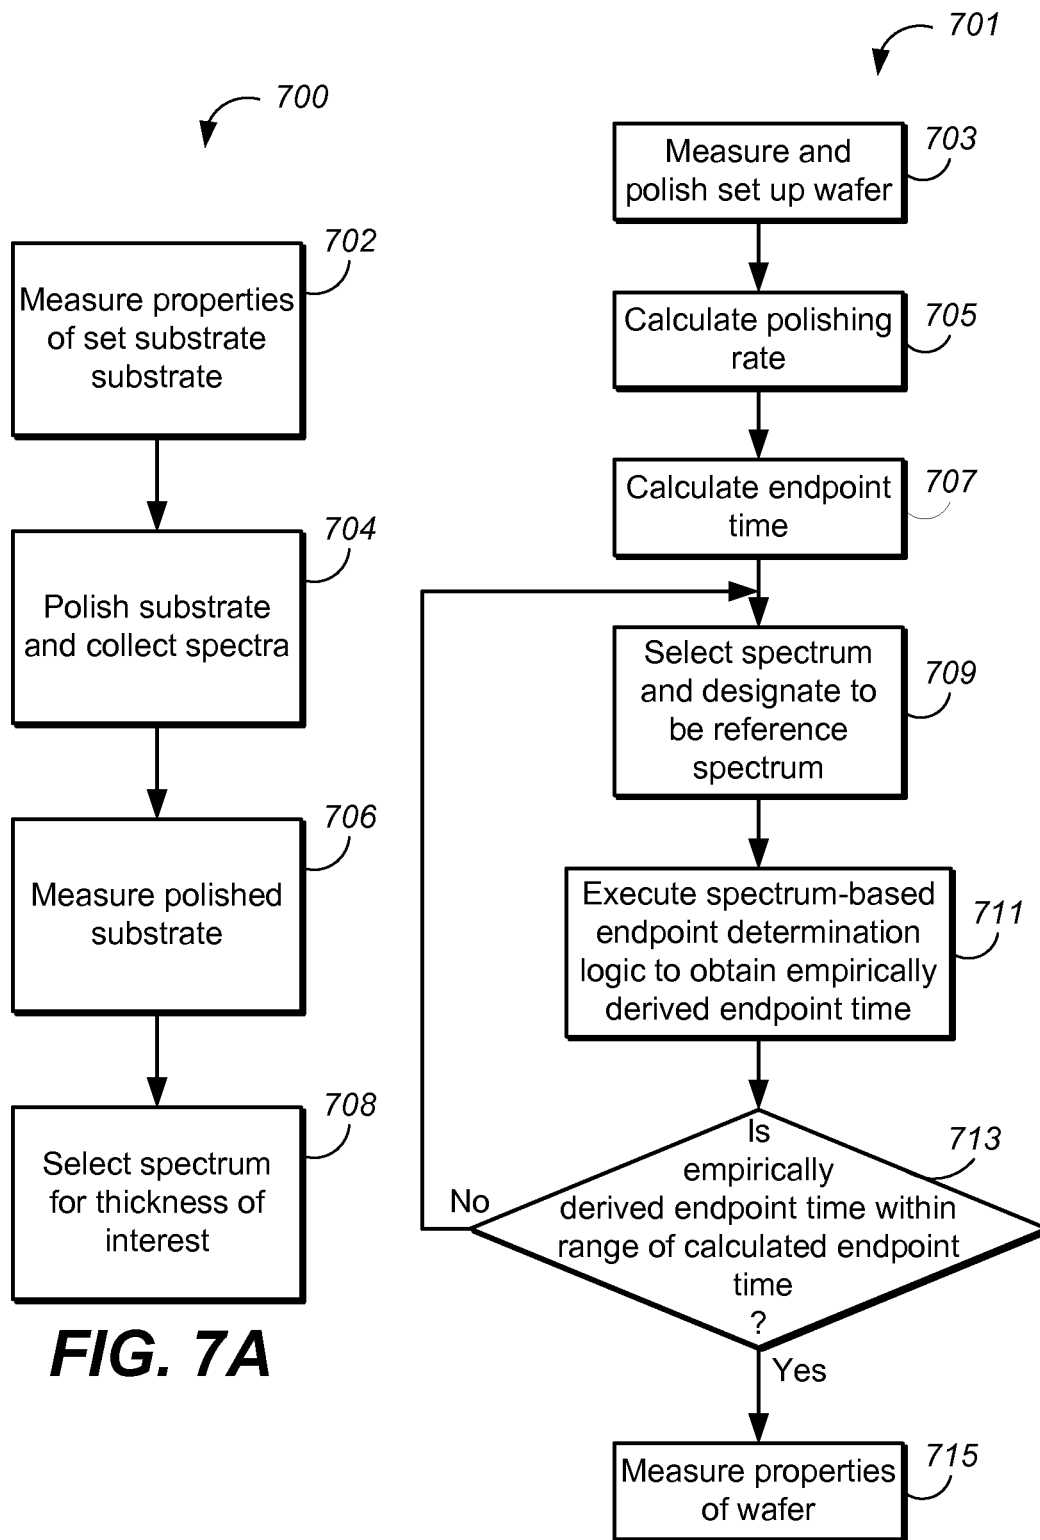 700
702
Measure properties
of set substrate
substrate
704
Polish substrate
and collect spectra
706
Measure polished
substrate
708
Select spectrum
for thickness of
interest
FIG. 7A
701
703
Measure and
polish set up wafer
705
Calculate polishing
rate
707
Calculate endpoint
time
709
Select spectrum
and designate to
be reference
spectrum
711
Execute spectrum-based
endpoint determination
logic to obtain empirically
derived endpoint time
713
Is
empirically
derived endpoint time within
range of calculated endpoint
time
?
No
Yes
715
Measure properties
of wafer